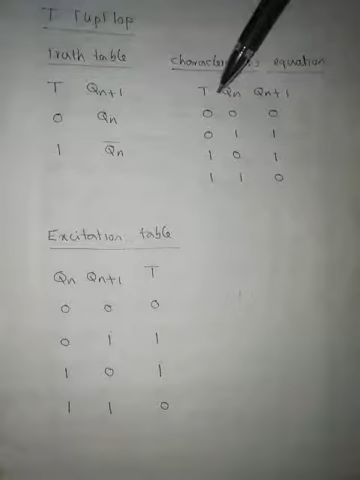 T flipflop
Truth table
T Qn+1
0 Qn
1 Q̅n
equation
T Qn Qn+1
0 0 0
0 1 1
1 0 1
1 1 0
Excitation table
Qn Qn+1 T
0 0 0
0 1 1
1 0 1
1 1 0